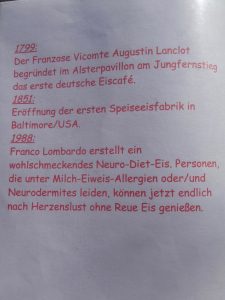 1799:
Der Franzose Vicomte Augustin Lanclot
begründet im Alsterpavillon am Jungfernstieg
das erste deutsche Eiscafé.
1851:
Eröffnung der ersten Speiseeisfabrik in
Baltimore/USA.
1988:
Franco Lombardo erstellt ein
wohlschmeckendes Neuro-Diet-Eis. Personen,
die unter Milch-Eiweis-Allergien oder/und
Neurodermites leiden, können jetzt endlich
nach Herzenslust ohne Reue Eis genießen.